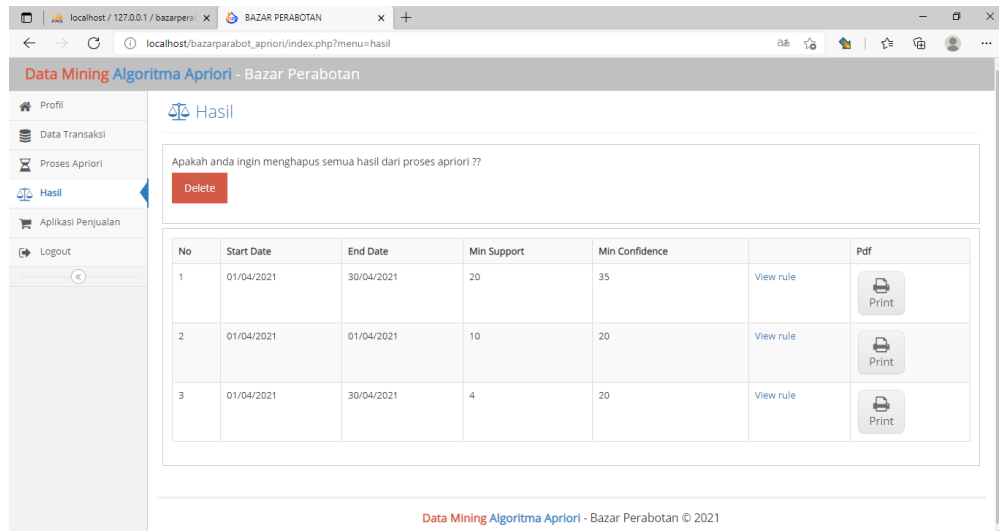 localhost / 127.0.0.1 / bazarpera
BAZAR PERABOTAN
localhost/bazarparabot_apriori/index.php?menu=hasil
Data Mining Algoritma Apriori - Bazar Perabotan
Profil
Data Transaksi
Proses Apriori
Hasil
Aplikasi Penjualan
Logout
Hasil
Apakah anda ingin menghapus semua hasil dari proses apriori ??
Delete
No Start Date End Date Min Support Min Confidence Pdf
1 01/04/2021 30/04/2021 20 35 View rule Print
2 01/04/2021 01/04/2021 10 20 View rule Print
3 01/04/2021 30/04/2021 4 20 View rule Print
Data Mining Algoritma Apriori - Bazar Perabotan © 2021